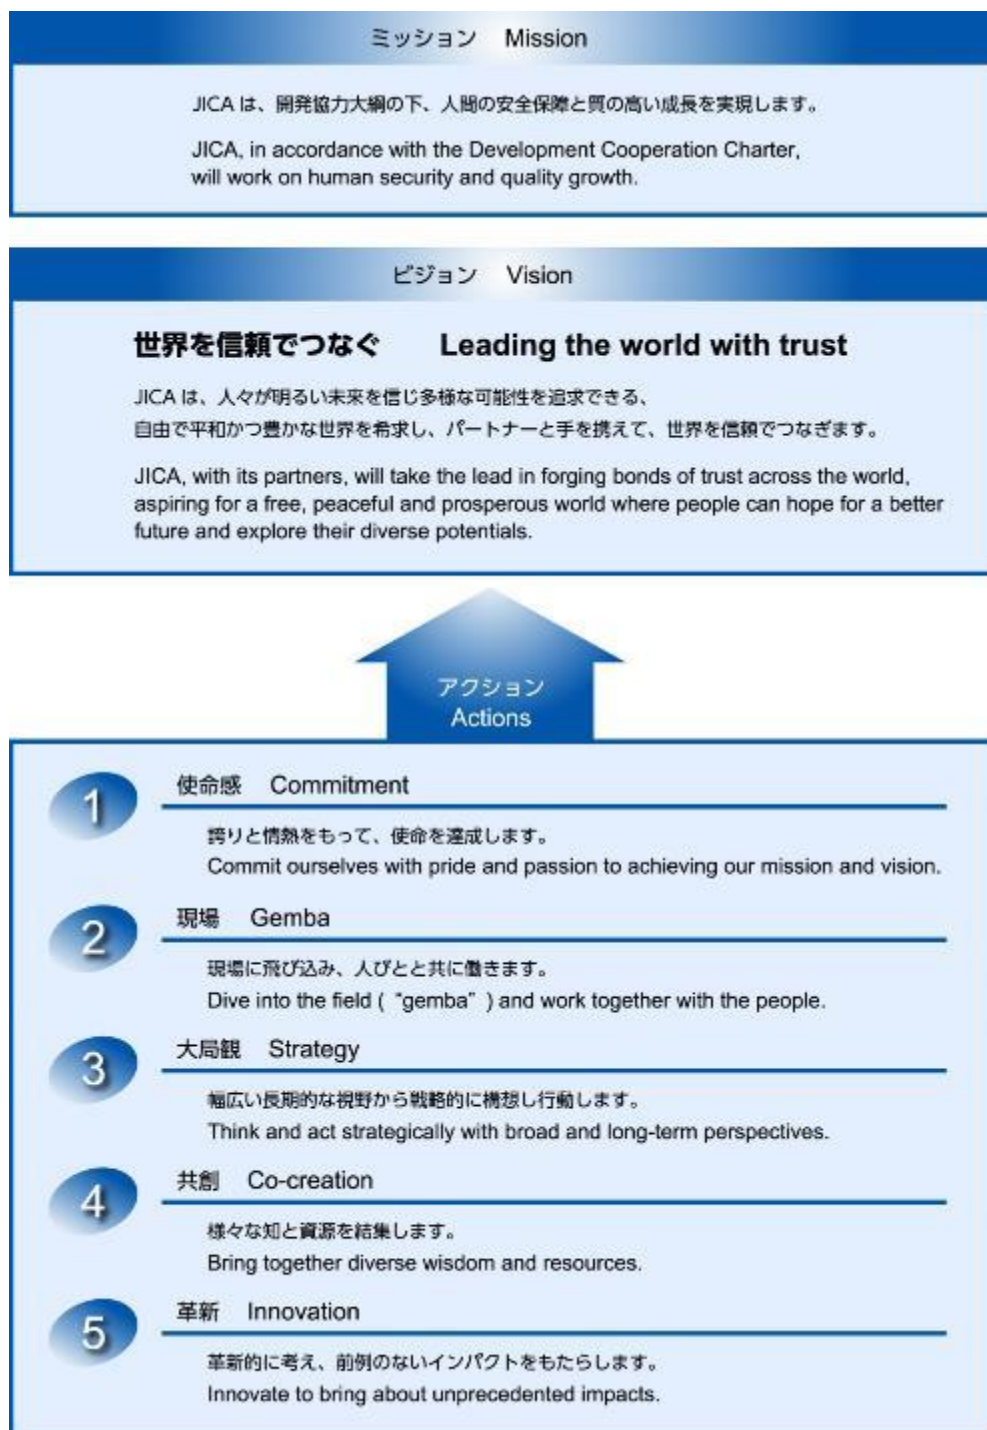 ミッション Mission
JICA は、開発協力大綱の下、人間の安全保障と質の高い成長を実現します。
JICA, in accordance with the Development Cooperation Charter,
will work on human security and quality growth.
ビジョン Vision
世界を信頼でつなぐ Leading the world with trust
JICA は、人々が明るい未来を信じ多様な可能性を追求できる、
自由で平和かつ豊かな世界を希求し、パートナーと手を携えて、世界を信頼でつなぎます。
JICA, with its partners, will take the lead in forging bonds of trust across the world,
aspiring for a free, peaceful and prosperous world where people can hope for a better
future and explore their diverse potentials.
アクション
Actions
1 使命感 Commitment
誇りと情熱をもって、使命を達成します。
Commit ourselves with pride and passion to achieving our mission and vision.
2 現場 Gemba
現場に飛び込み、人びとと共に働きます。
Dive into the field ( “gemba” ) and work together with the people.
3 大局観 Strategy
幅広い長期的な視野から戦略的に構想し行動します。
Think and act strategically with broad and long-term perspectives.
4 共創 Co-creation
様々な知と資源を結集します。
Bring together diverse wisdom and resources.
5 革新 Innovation
革新的に考え、前例のないインパクトをもたらします。
Innovate to bring about unprecedented impacts.